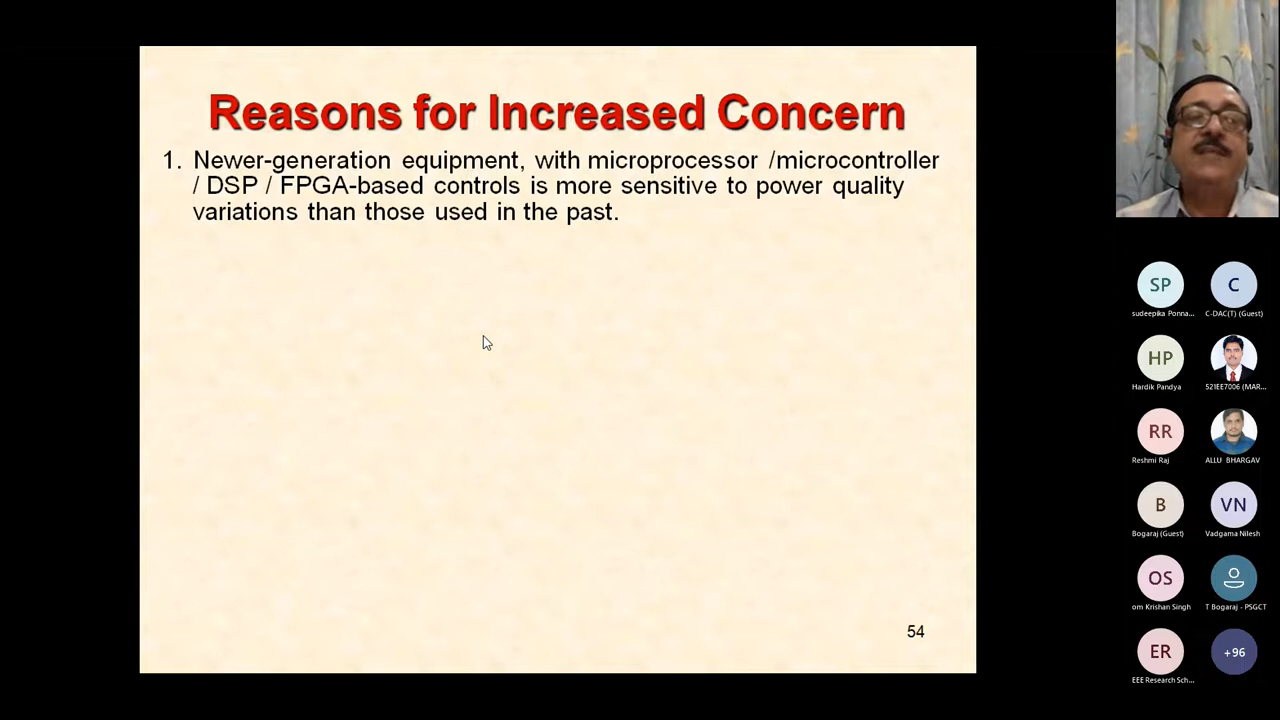 Reasons for Increased Concern
1. Newer-generation equipment, with microprocessor /microcontroller
/ DSP / FPGA-based controls is more sensitive to power quality
variations than those used in the past.
54
SP
sudeepika Ponna...
C
C-DAC(T) (Guest)
HP
Hardik Pandya
521EE7006 (MAR...
RR
Reshmi Raj
ALLU BHARGAV
B
Bogaraj (Guest)
VN
Vadgama Nilesh
OS
om Krishan Singh
T Bogaraj - PSGCT
ER
EEE Research Sch...
+96